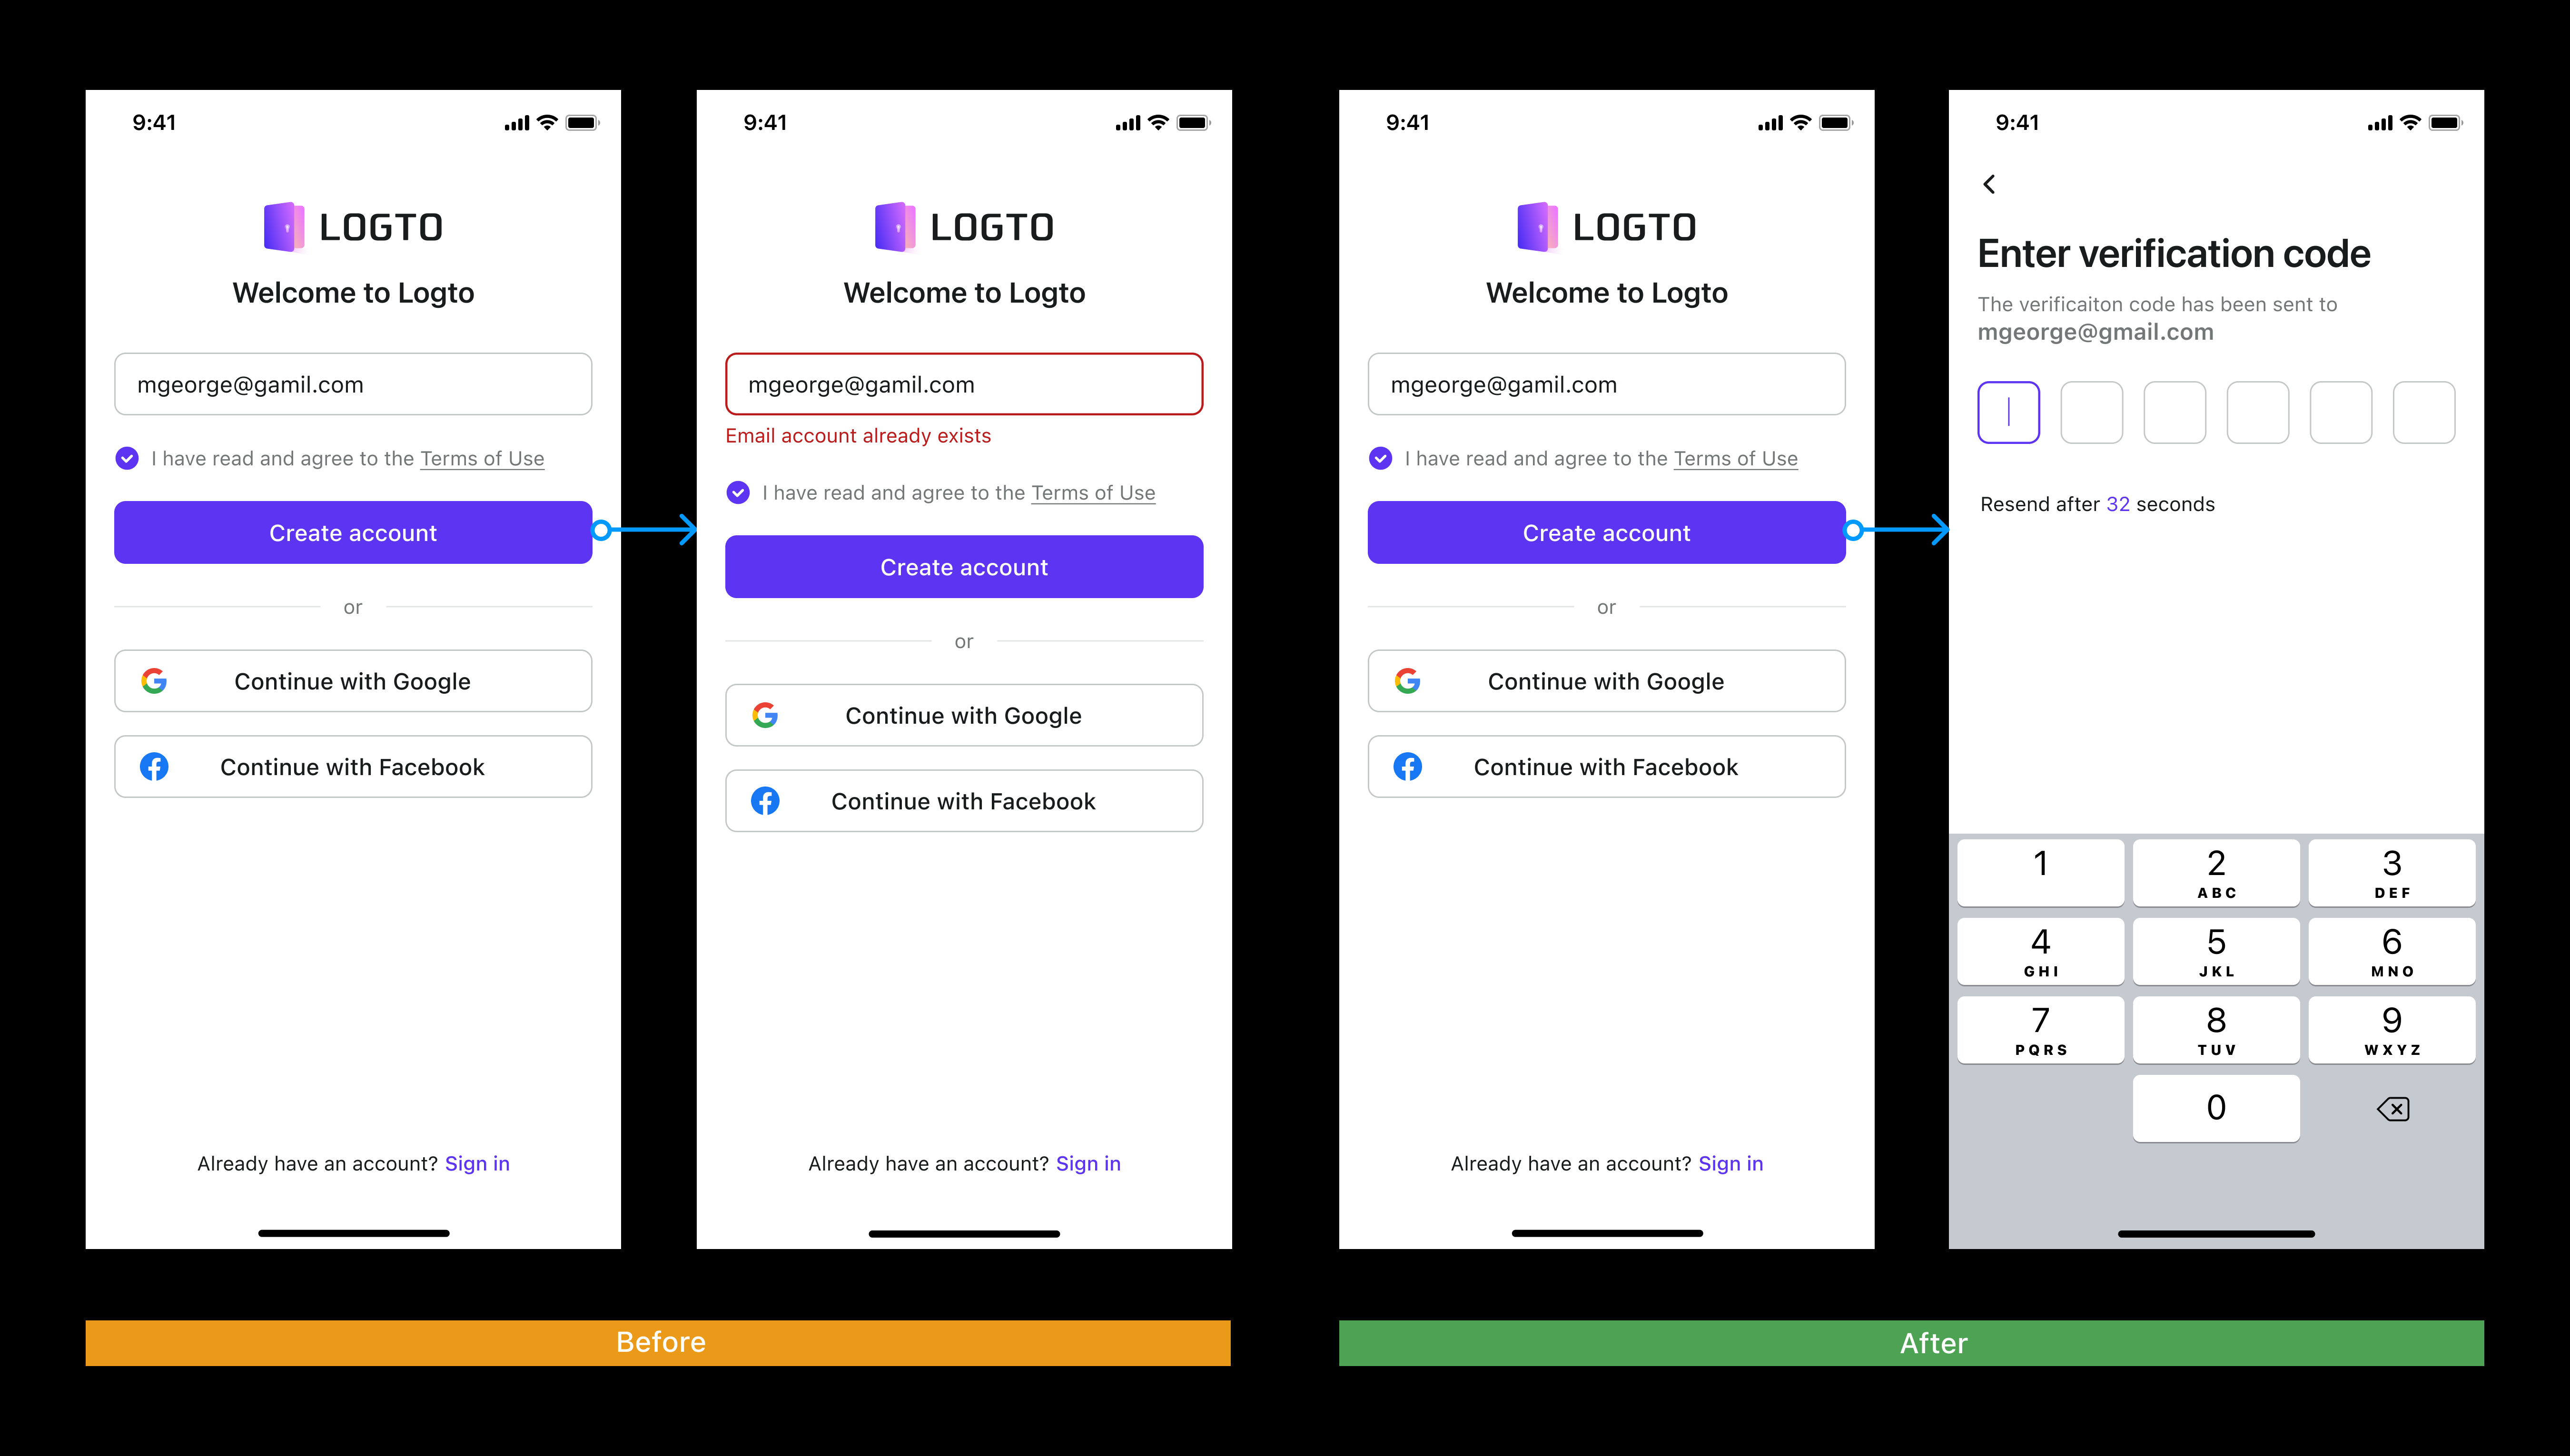 9:41
LOGTO
Welcome to Logto
mgeorge@gamil.com
I have read and agree to the Terms of Use
Create account
or
Continue with Google
Continue with Facebook
Already have an account? Sign in
9:41
LOGTO
Welcome to Logto
mgeorge@gamil.com
Email account already exists
I have read and agree to the Terms of Use
Create account
or
Continue with Google
Continue with Facebook
Already have an account? Sign in
Before
9:41
LOGTO
Welcome to Logto
mgeorge@gamil.com
I have read and agree to the Terms of Use
Create account
or
Continue with Google
Continue with Facebook
Already have an account? Sign in
9:41
Enter verification code
The verificaiton code has been sent to
mgeorge@gmail.com
Resend after 32 seconds
1 2 3
ABC DEF
4 5 6
GHI JKL MNO
7 8 9
PQRS TUV WXYZ
0
After